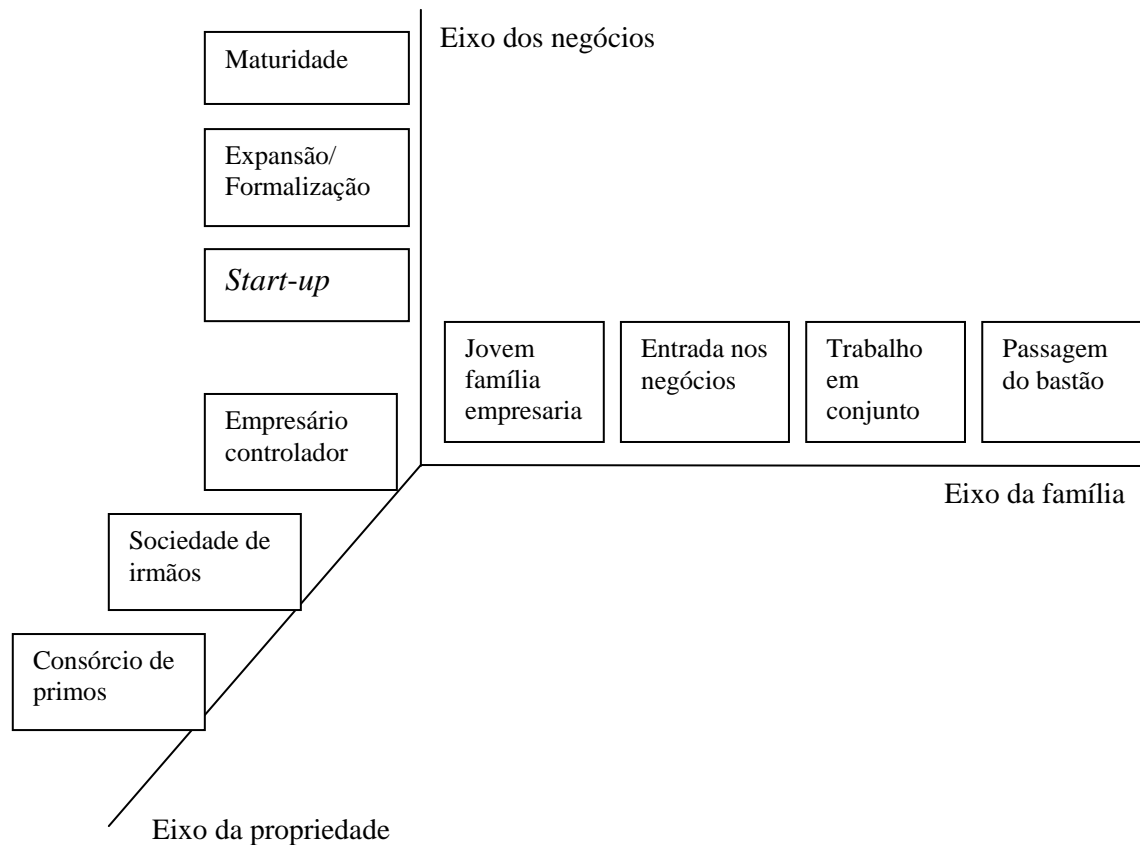 Eixo dos negócios
Maturidade
Expansão/
Formalização
Start-up
Jovem
família
empresaria
Entrada nos
negócios
Trabalho
em
conjunto
Passagem
do bastão
Eixo da família
Empresário
controlador
Sociedade de
irmãos
Consórcio de
primos
Eixo da propriedade